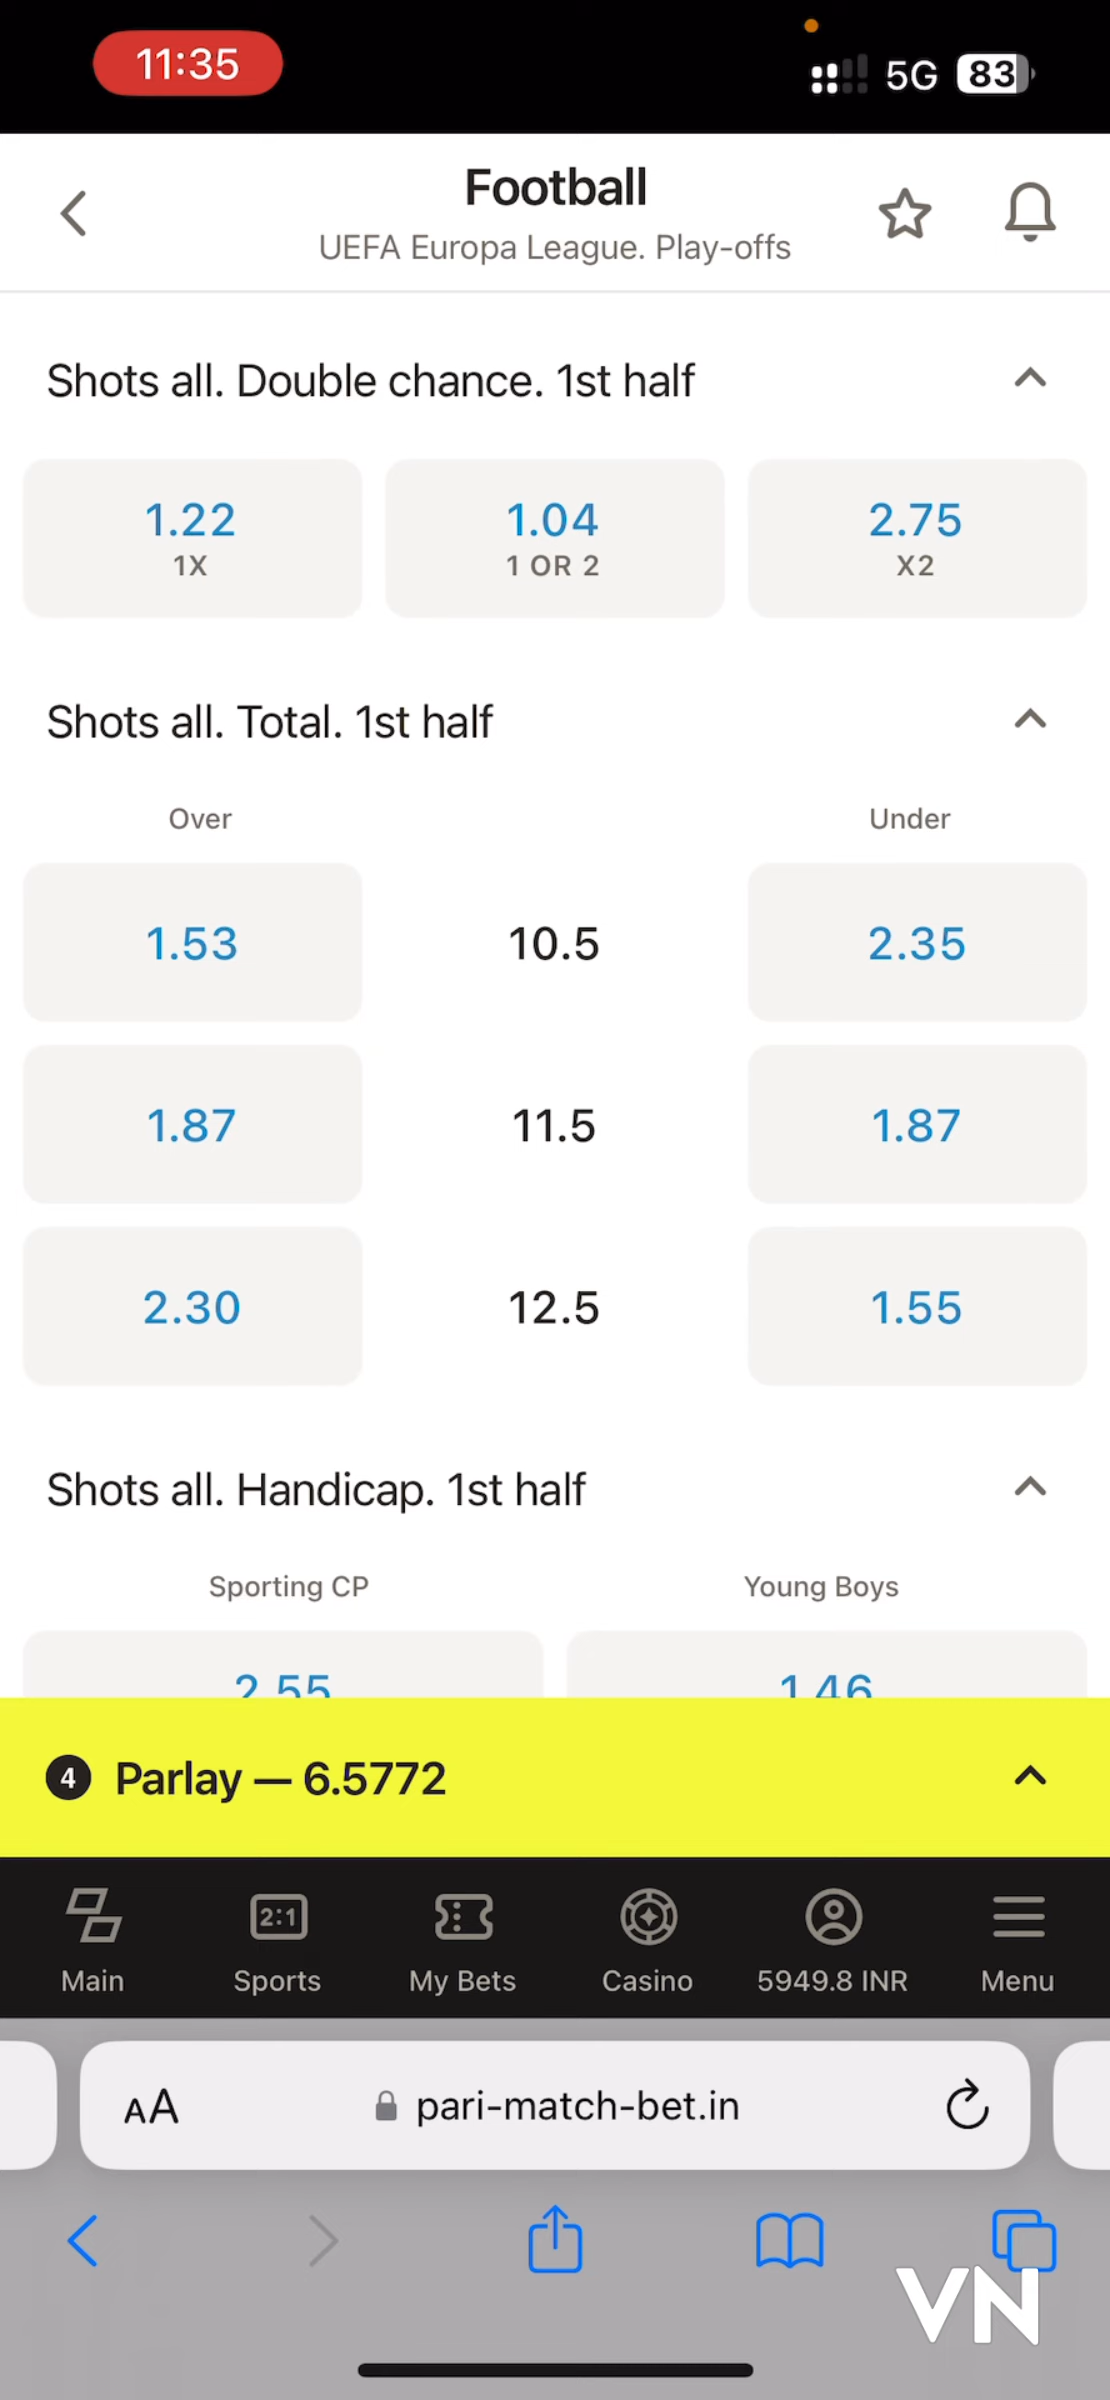 11:35
5G 83
Football
UEFA Europa League. Play-offs
Shots all. Double chance. 1st half
1.22 1.04 2.75
1X 1 OR 2 X2
Shots all. Total. 1st half
Over Under
1.53 10.5 2.35
1.87 11.5 1.87
2.30 12.5 1.55
Shots all. Handicap. 1st half
Sporting CP Young Boys
2.55 1.46
4 Parlay — 6.5772
2:1
Main Sports My Bets Casino 5949.8 INR Menu
AA pari-match-bet.in
VN